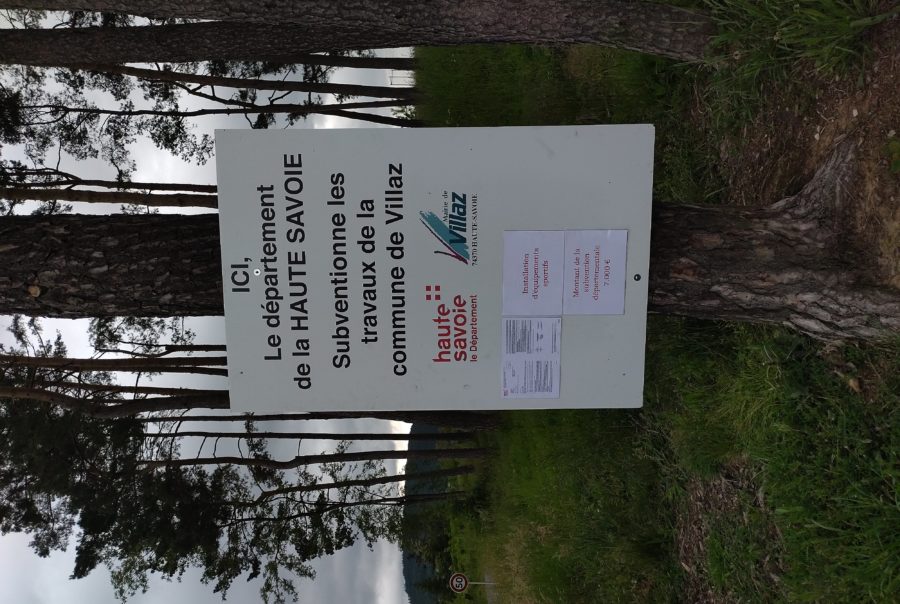 ICI,
Le département
de la HAUTE SAVOIE
Subventionne les
travaux de la
commune de Villaz
haute
savoie
le Département
Mairie de
Villaz
74370 HAUTE-SAVOIE
Installation
d'équipements
sportifs
Montant de la
subvention
départementale
7.000 €
50